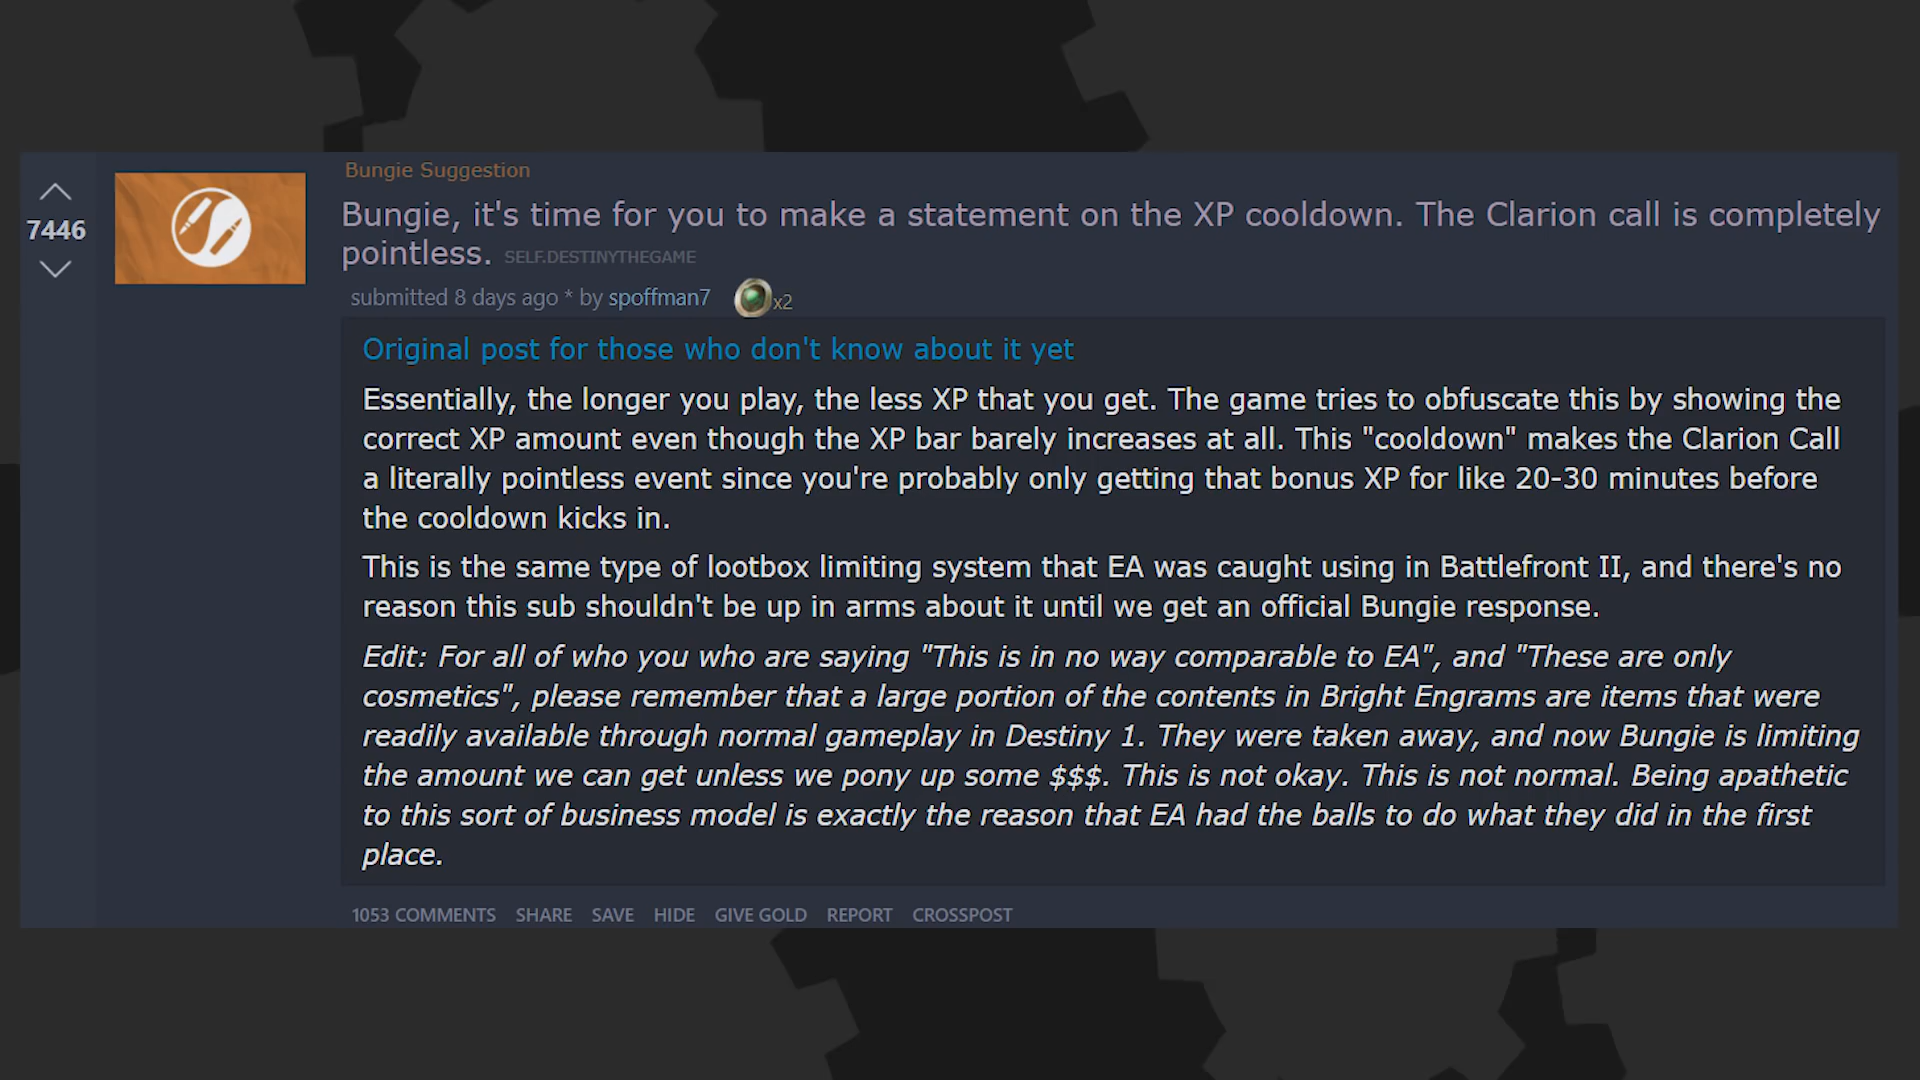 Bungie Suggestion
7446
Bungie, it's time for you to make a statement on the XP cooldown. The Clarion call is completely
pointless. SELF.DESTINYTHEGAME
submitted 8 days ago * by spoffman7 x2
Original post for those who don't know about it yet
Essentially, the longer you play, the less XP that you get. The game tries to obfuscate this by showing the
correct XP amount even though the XP bar barely increases at all. This "cooldown" makes the Clarion Call
a literally pointless event since you're probably only getting that bonus XP for like 20-30 minutes before
the cooldown kicks in.
This is the same type of lootbox limiting system that EA was caught using in Battlefront II, and there's no
reason this sub shouldn't be up in arms about it until we get an official Bungie response.
Edit: For all of who you who are saying "This is in no way comparable to EA", and "These are only
cosmetics", please remember that a large portion of the contents in Bright Engrams are items that were
readily available through normal gameplay in Destiny 1. They were taken away, and now Bungie is limiting
the amount we can get unless we pony up some $$$. This is not okay. This is not normal. Being apathetic
to this sort of business model is exactly the reason that EA had the balls to do what they did in the first
place.
1053 COMMENTS SHARE SAVE HIDE GIVE GOLD REPORT CROSSPOST